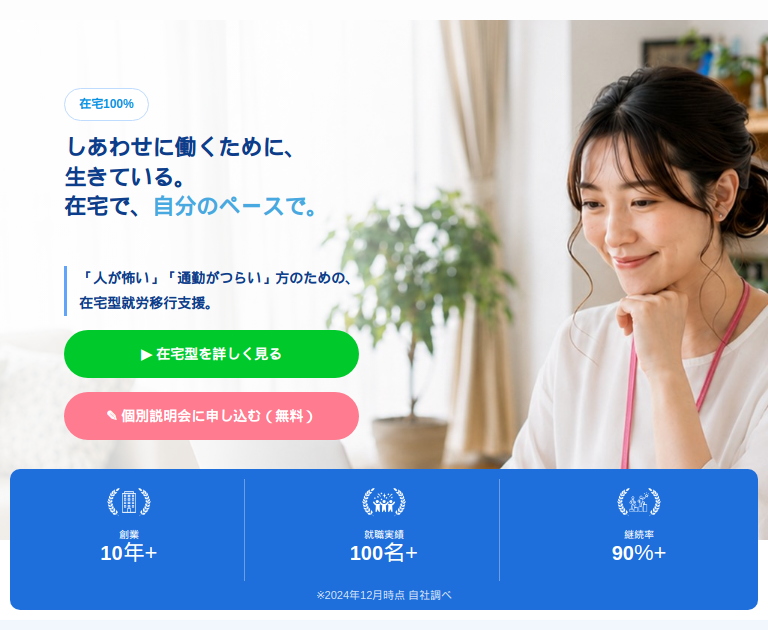 在宅100%
しあわせに働くために、
生きている。
在宅で、自分のペースで。
「人が怖い」「通勤がつらい」方のための、
在宅型就労移行支援。
▶ 在宅型を詳しく見る
✎ 個別説明会に申し込む（無料）
創業
10年+
就職実績
100名+
継続率
90%+
※2024年12月時点 自社調べ